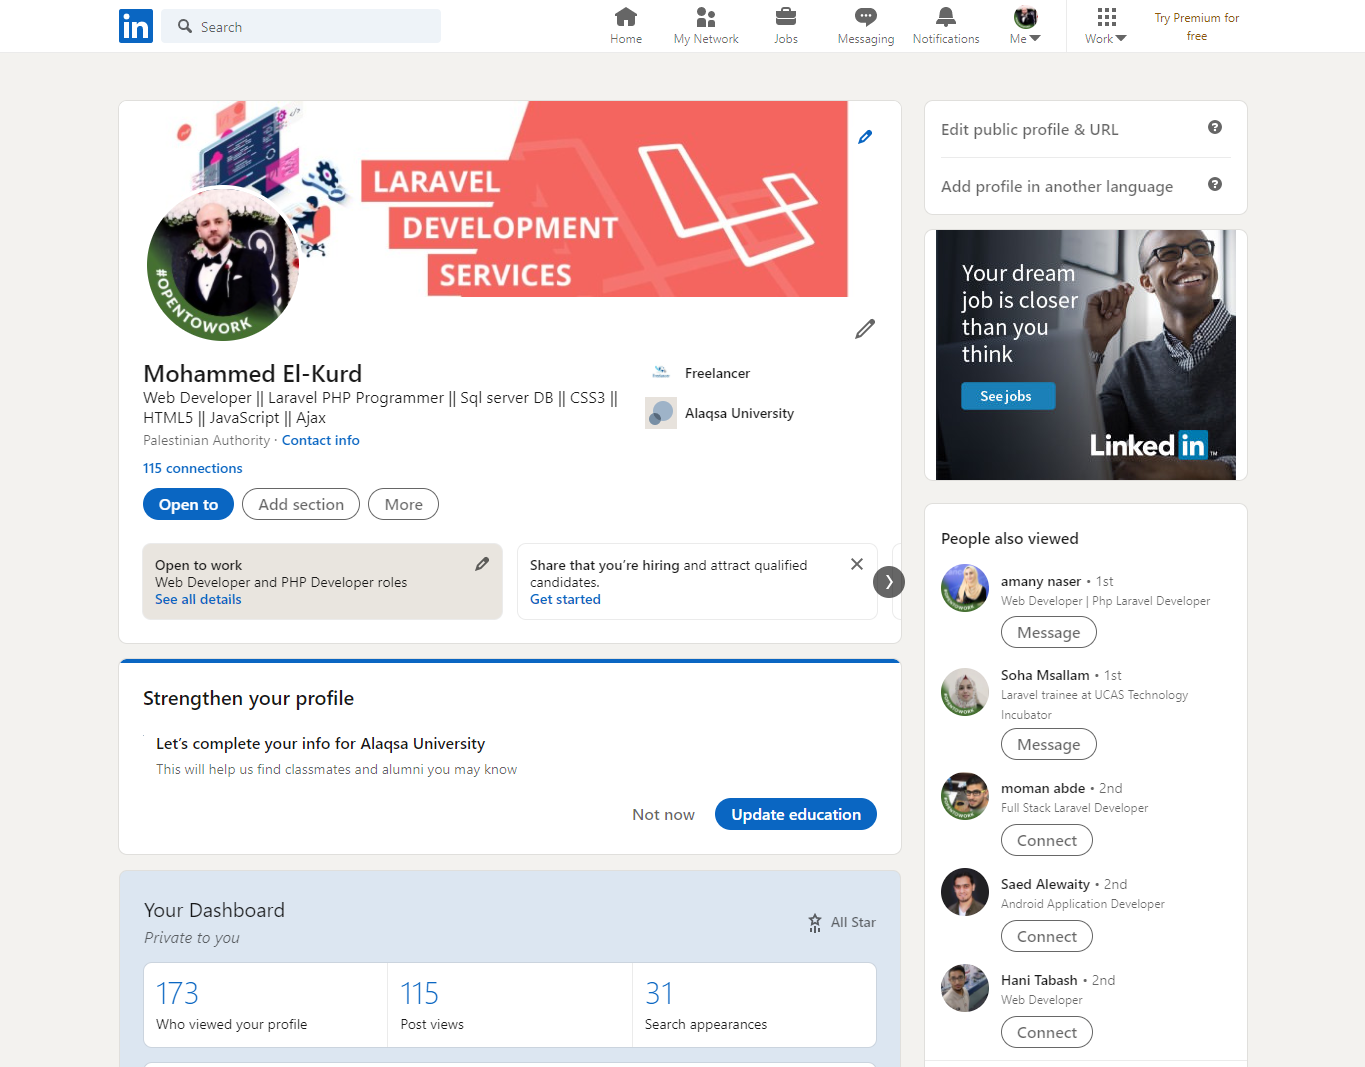 in
Search
Home
My Network
Jobs
Messaging
Notifications
Me
Work
Try Premium for
free
LARAVEL
DEVELOPMENT
SERVICES
#OPENTOWORK
Mohammed El-Kurd
Web Developer || Laravel PHP Programmer || Sql server DB || CSS3 ||
HTML5 || JavaScript || Ajax
Palestinian Authority · Contact info
115 connections
Freelancer
Alaqsa University
Open to
Add section
More
Open to work
Web Developer and PHP Developer roles
See all details
Share that you’re hiring and attract qualified
candidates.
Get started
Strengthen your profile
Let’s complete your info for Alaqsa University
This will help us find classmates and alumni you may know
Not now
Update education
Your Dashboard
Private to you
All Star
173
Who viewed your profile
115
Post views
31
Search appearances
Edit public profile & URL
Add profile in another language
Your dream
job is closer
than you
think
See jobs
Linked in ™
People also viewed
amany naser • 1st
Web Developer | Php Laravel Developer
Message
Soha Msallam • 1st
Laravel trainee at UCAS Technology
Incubator
Message
moman abde • 2nd
Full Stack Laravel Developer
Connect
Saed Alewaity • 2nd
Android Application Developer
Connect
Hani Tabash • 2nd
Web Developer
Connect